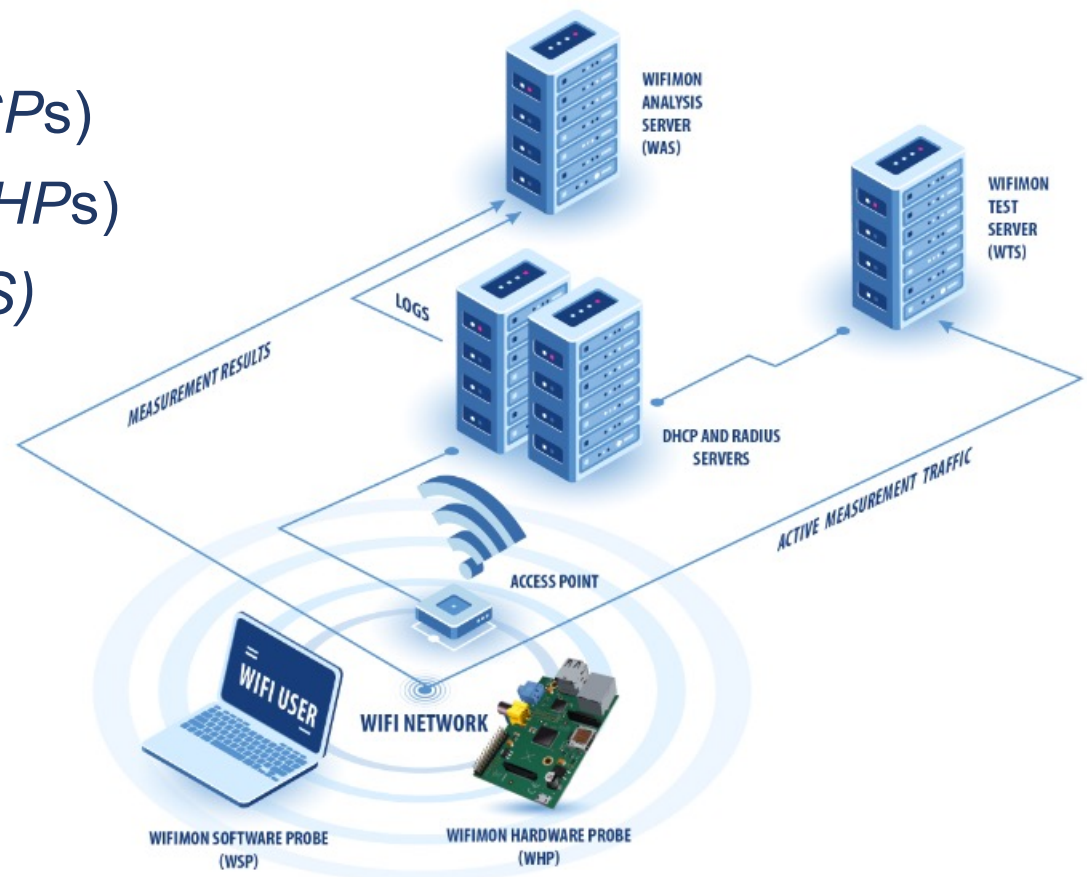 Ps)
HPs)
S)
WIFIMON
ANALYSIS
SERVER
(WAS)
WIFIMON
TEST
SERVER
(WTS)
LOGS
MEASUREMENT RESULTS
DHCP AND RADIUS
SERVERS
ACTIVE MEASUREMENT TRAFFIC
ACCESS POINT
WIFI USER
WIFI NETWORK
WIFIMON SOFTWARE PROBE
(WSP)
WIFIMON HARDWARE PROBE
(WHP)